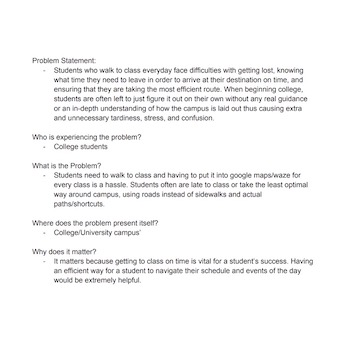 Problem Statement:
- Students who walk to class everyday face difficulties with getting lost, knowing
what time they need to leave in order to arrive at their destination on time, and
ensuring that they are taking the most efficient route. When beginning college,
students are often left to just figure it out on their own without any real guidance
or an in-depth understanding of how the campus is laid out thus causing extra
and unnecessary tardiness, stress, and confusion.
Who is experiencing the problem?
- College students
What is the Problem?
- Students need to walk to class and having to put it into google maps/waze for
every class is a hassle. Students often are late to class or take the least optimal
way around campus, using roads instead of sidewalks and actual
paths/shortcuts.
Where does the problem present itself?
- College/University campus'
Why does it matter?
- It matters because getting to class on time is vital for a student's success. Having
an efficient way for a student to navigate their schedule and events of the day
would be extremely helpful.